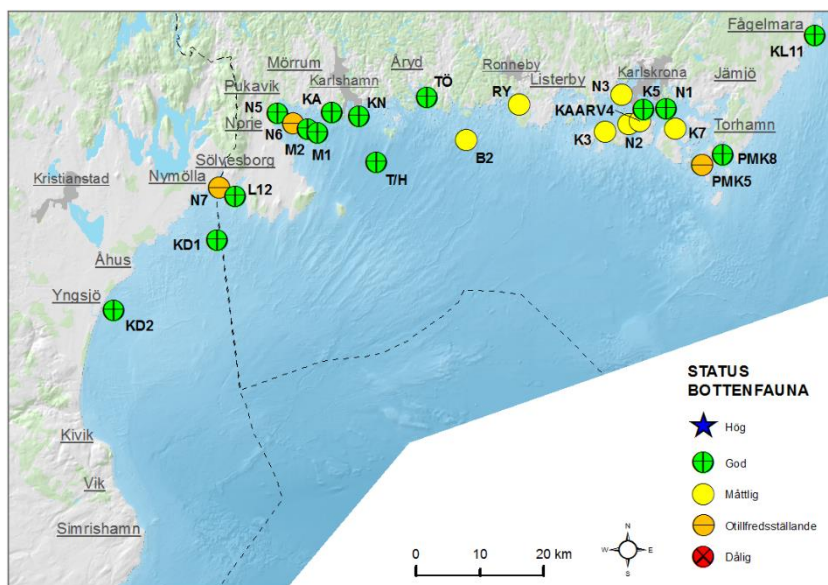 Fågelmara
KL11
Mörrum
Åryd
Ronneby
Listerby
Karlskrona
Jämjö
Pukavik
KA
Karlshamn
KN
TÖ
RY
N3
K5
N1
N5
KAARV4
Norje
N6
M2
M1
B2
K3
N2
K7
Torhamn
Sölvesborg
PMK8
Kristianstad
Nymölla
T/H
PMK5
N7
L12
KD1
Åhus
Yngsjö
KD2
STATUS
BOTTENFAUNA
Hög
God
Måttlig
Otillfredsställande
Dålig
Kivik
Vik
Simrishamn
N
W
E
S
0
10
20 km